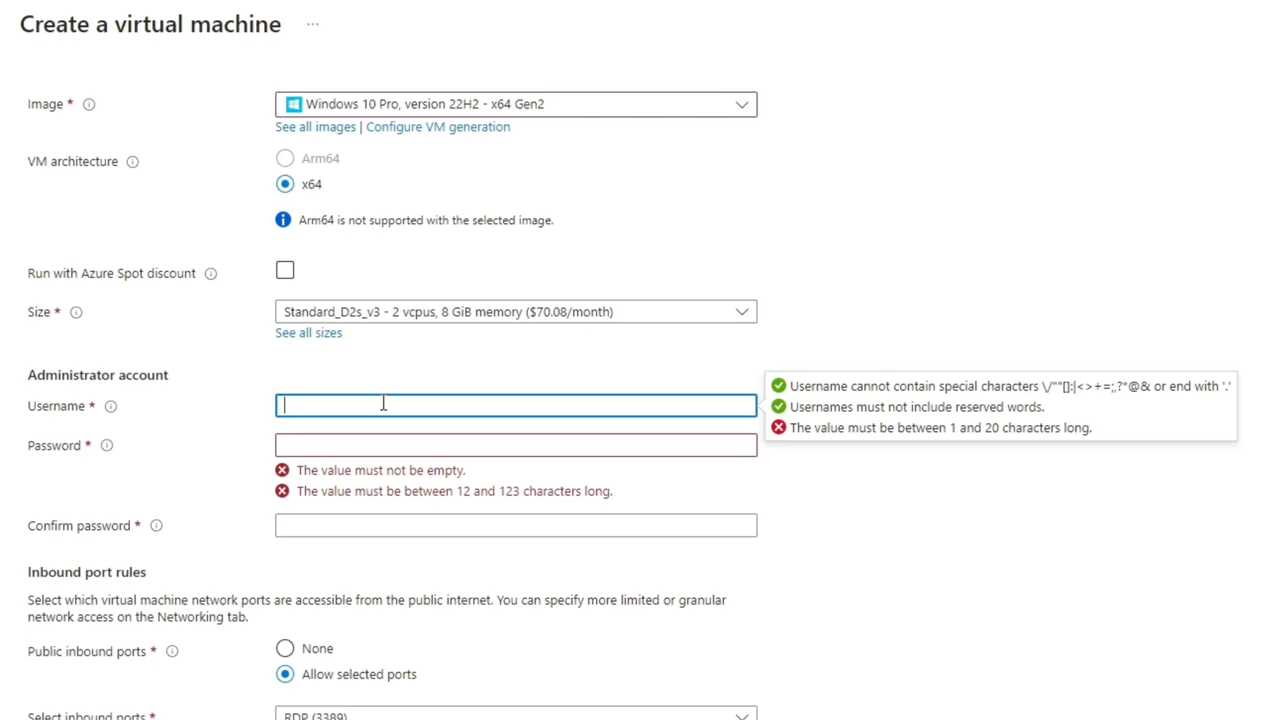 Create a virtual machine ...
Image *
Windows 10 Pro, version 22H2 - x64 Gen2
See all images | Configure VM generation
VM architecture
Arm64
x64
Arm64 is not supported with the selected image.
Run with Azure Spot discount
Size *
Standard_D2s_v3 - 2 vcpus, 8 GiB memory ($70.08/month)
See all sizes
Administrator account
Username *
Username cannot contain special characters \/""[]:|<>+=;,?*@& or end with '.'
Usernames must not include reserved words.
The value must be between 1 and 20 characters long.
Password *
The value must not be empty.
The value must be between 12 and 123 characters long.
Confirm password *
Inbound port rules
Select which virtual machine network ports are accessible from the public internet. You can specify more limited or granular
network access on the Networking tab.
Public inbound ports *
None
Allow selected ports
Select inbound ports *
RDP (3389)